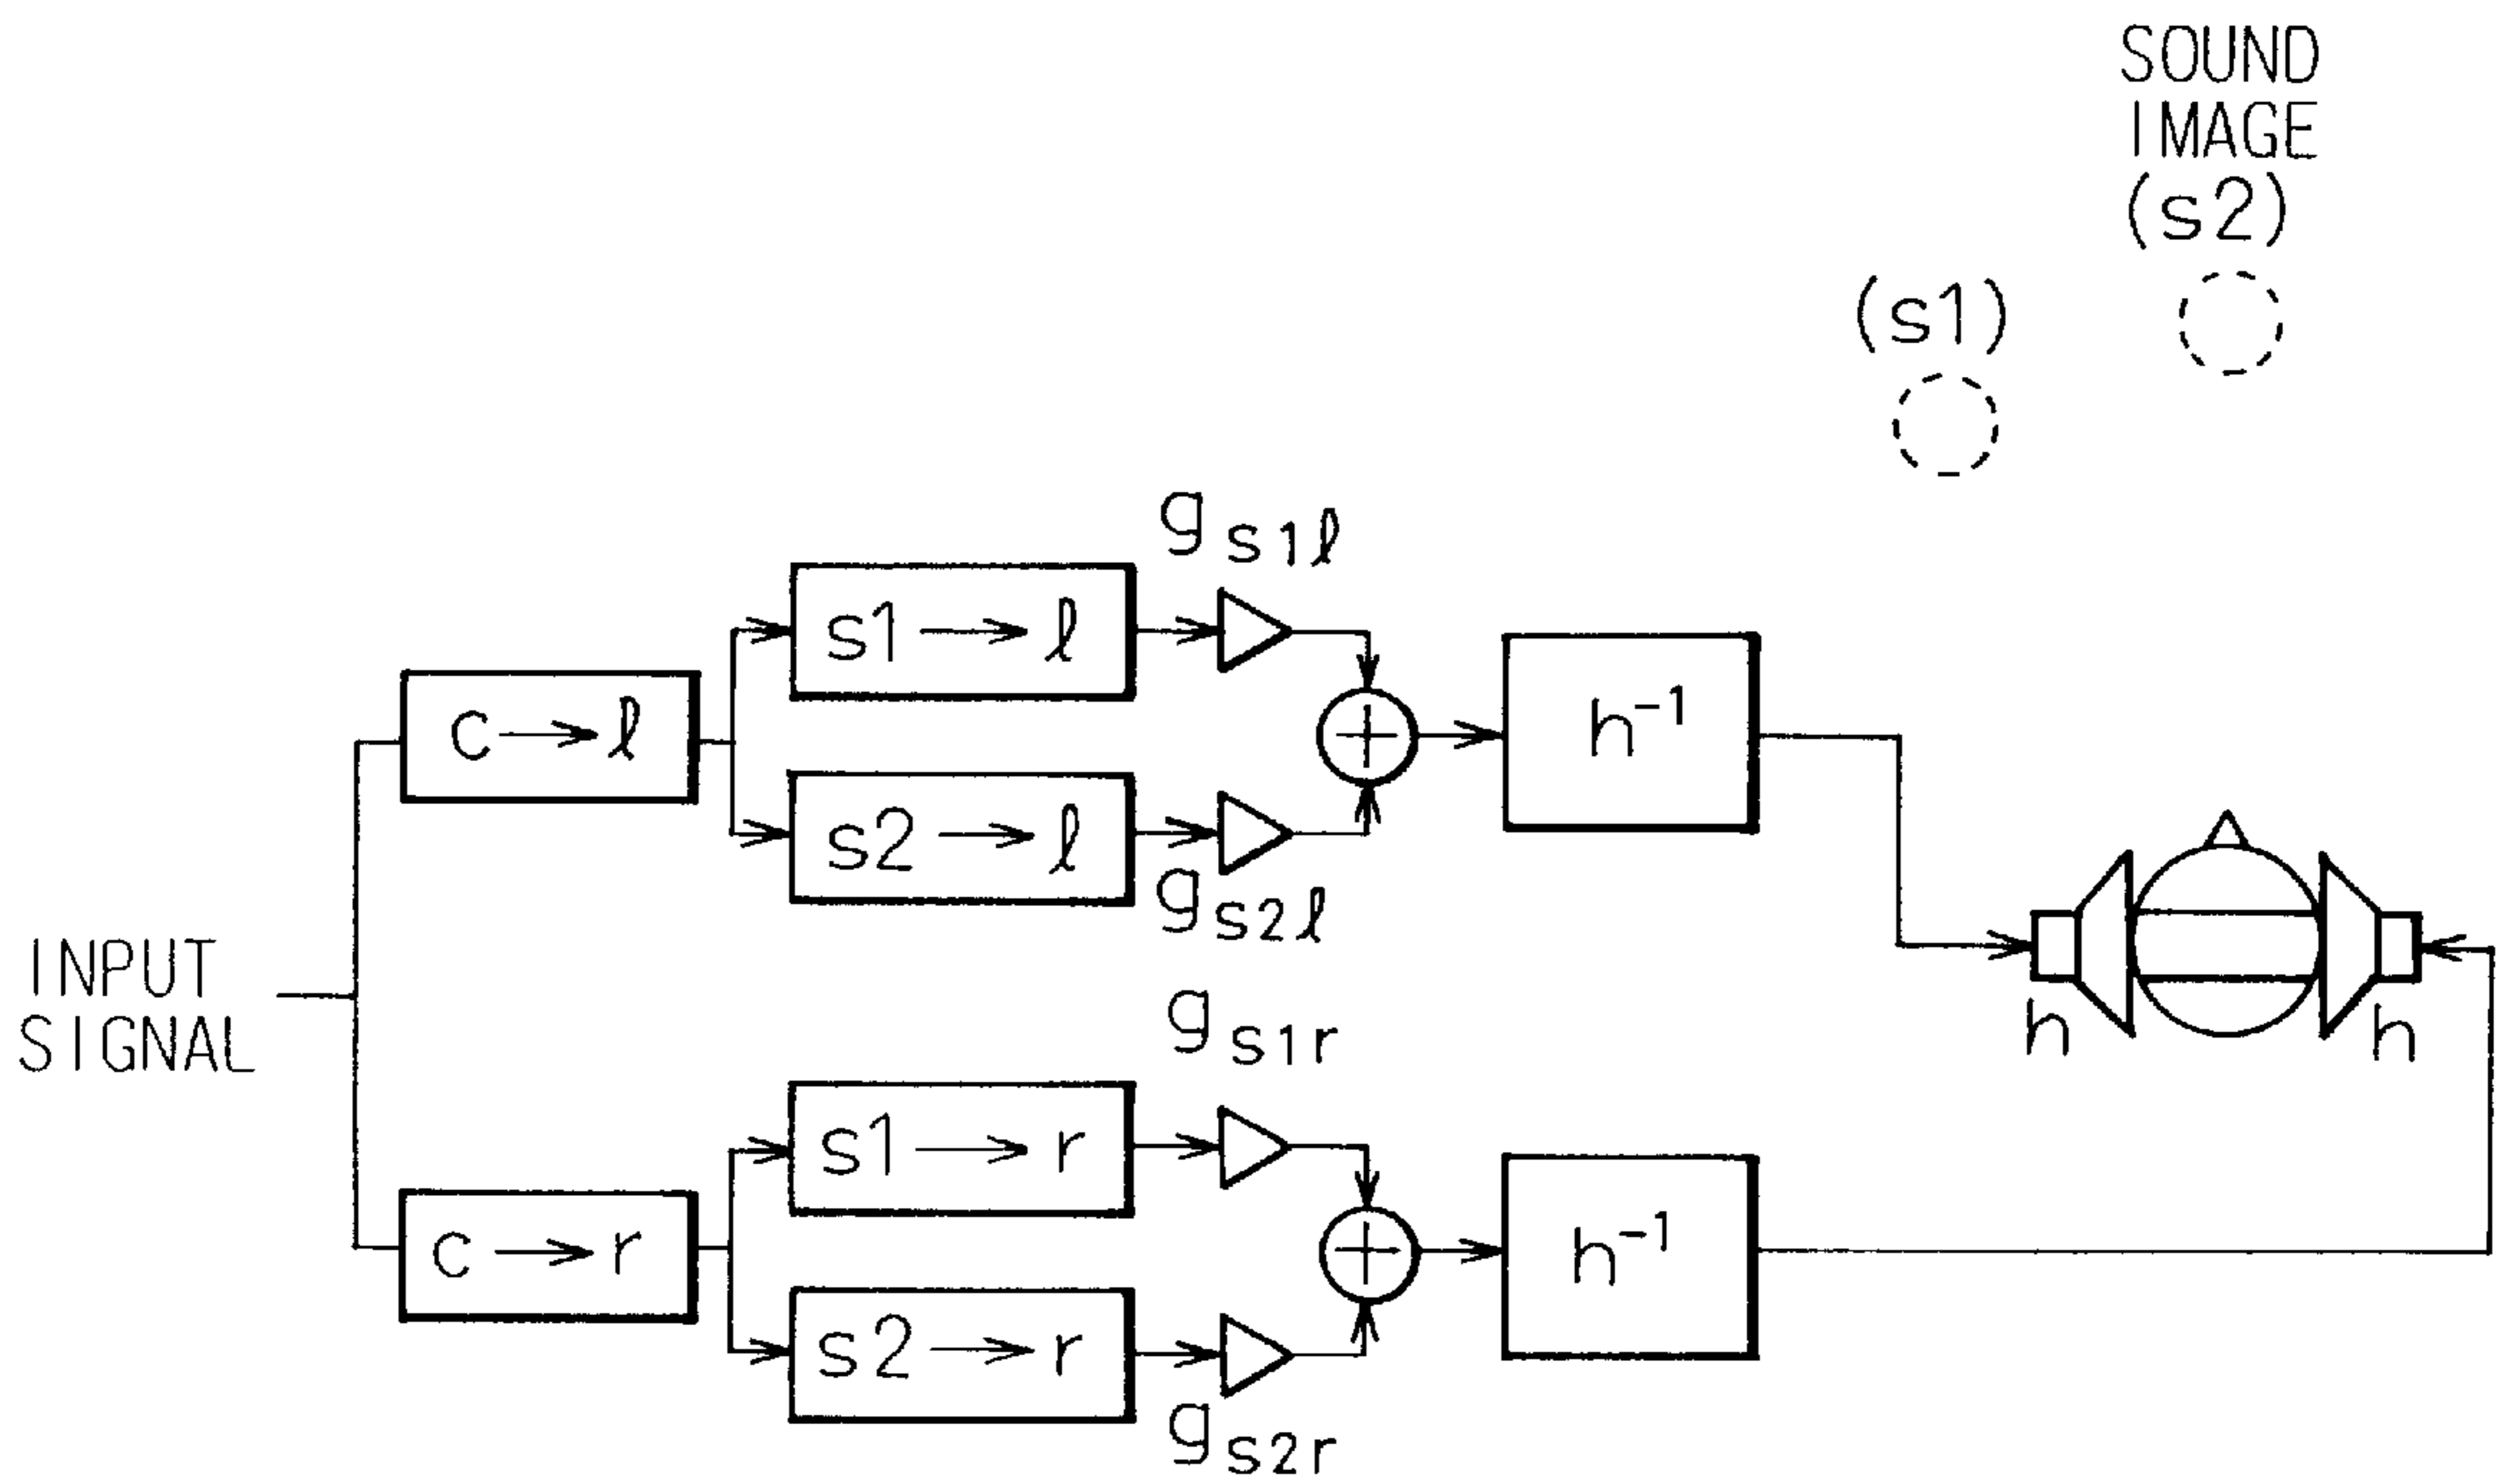 SOUND
IMAGE
(s2)
(s1)
g s1ℓ
s1 → ℓ
c → ℓ
h⁻¹
s2 → ℓ
g s2ℓ
INPUT
SIGNAL
g s1r
h
h
s1 → r
c → r
h⁻¹
s2 → r
g s2r